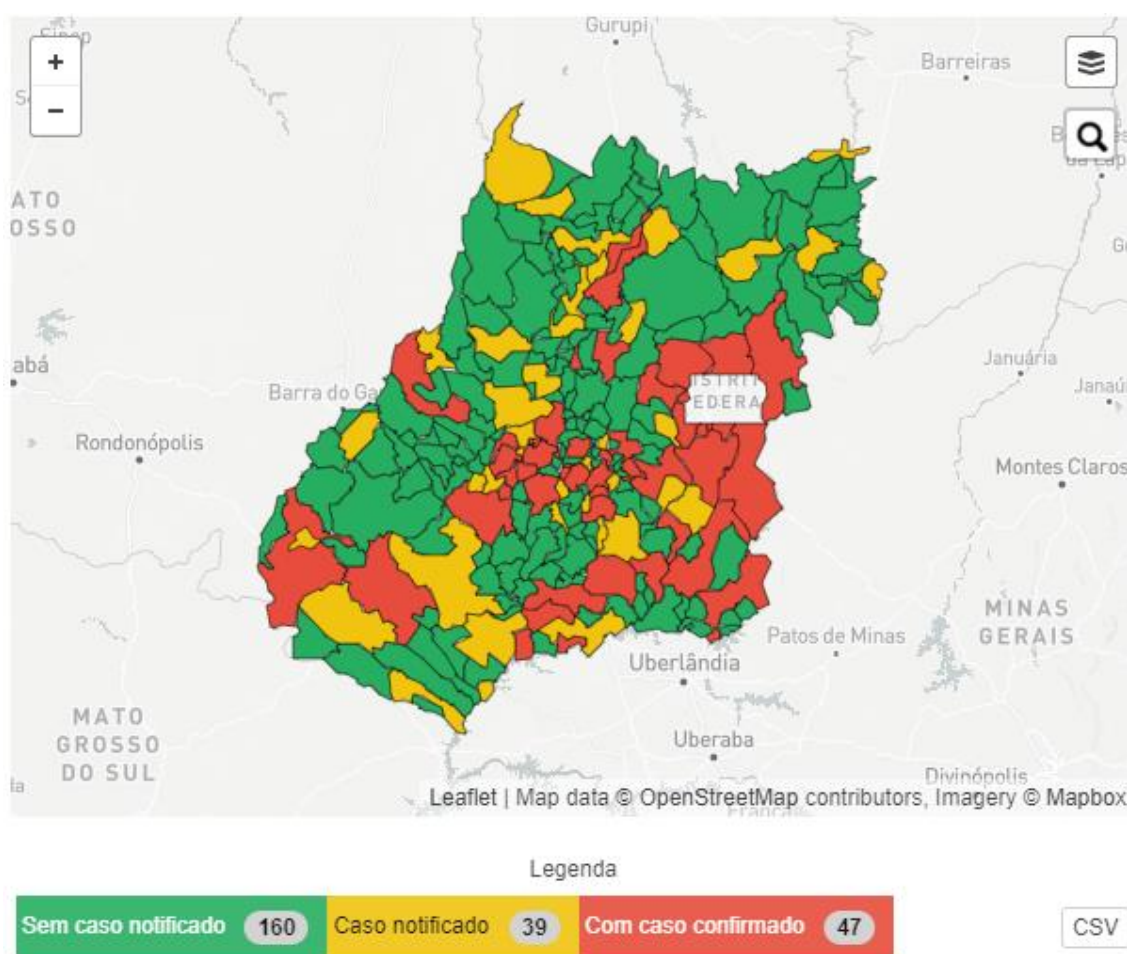 Gurupi
+
Barreiras
−
ATO
OSSO
Januária
abá
Barra do Ga
EDERA
Rondonópolis
Montes Claros
MINAS
GERAIS
Patos de Minas
Uberlândia
MATO
GROSSO
DO SUL
Uberaba
Divinópolis
Leaflet | Map data © OpenStreetMap contributors, Imagery © Mapbox
Legenda
Sem caso notificado 160 Caso notificado 39 Com caso confirmado 47
CSV